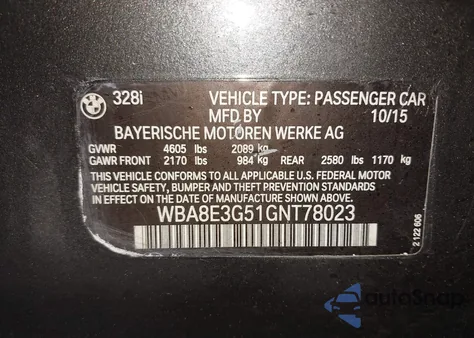 328i VEHICLE TYPE: PASSENGER CAR
MFD BY 10/15
BAYERISCHE MOTOREN WERKE AG
GVWR 4605 lbs 2089 kg
GAWR FRONT 2170 lbs 984 kg REAR 2580 lbs 1170 kg
THIS VEHICLE CONFORMS TO ALL APPLICABLE U.S. FEDERAL MOTOR
VEHICLE SAFETY, BUMPER AND THEFT PREVENTION STANDARDS
IN EFFECT ON THE DATE OF MANUFACTURE SHOWN ABOVE.
WBA8E3G51GNT78023
2 122 606
autoSnap